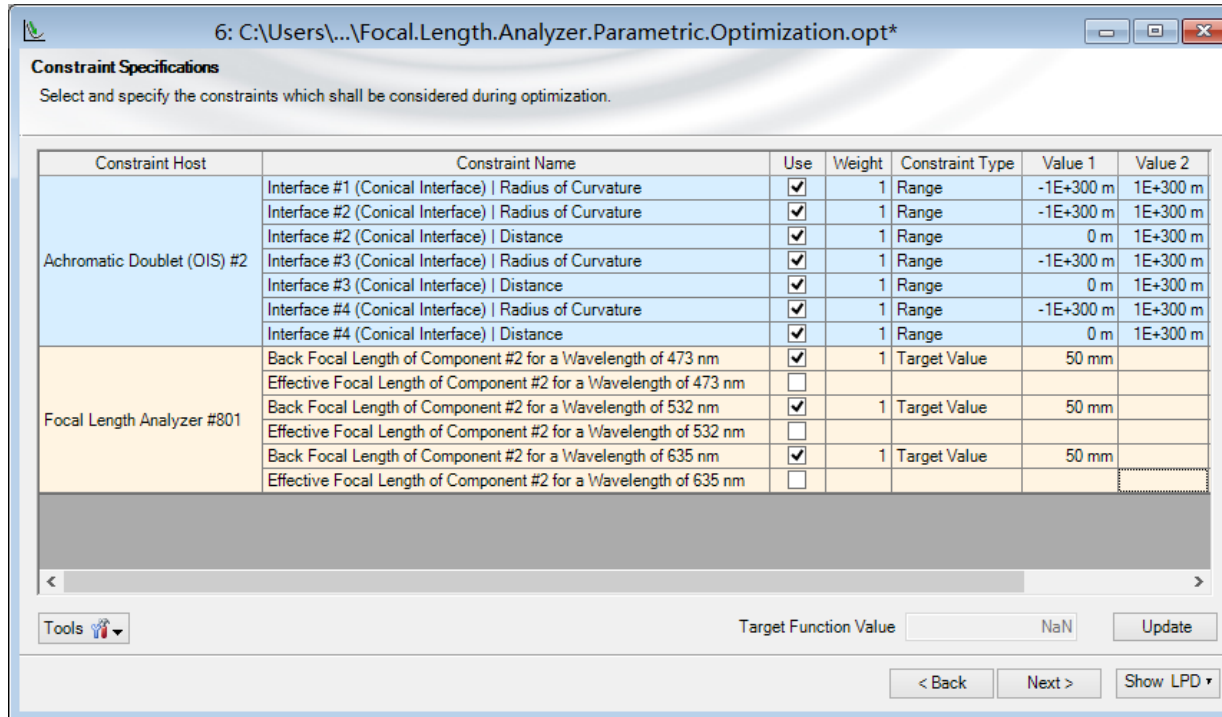 6: C:\Users\...\Focal.Length.Analyzer.Parametric.Optimization.opt*
Constraint Specifications
Select and specify the constraints which shall be considered during optimization.
Constraint Host Constraint Name Use Weight Constraint Type Value 1 Value 2
Interface #1 (Conical Interface) | Radius of Curvature 1 Range -1E+300 m 1E+300 m
Interface #2 (Conical Interface) | Radius of Curvature 1 Range -1E+300 m 1E+300 m
Interface #2 (Conical Interface) | Distance 1 Range 0 m 1E+300 m
Achromatic Doublet (OIS) #2 Interface #3 (Conical Interface) | Radius of Curvature 1 Range -1E+300 m 1E+300 m
Interface #3 (Conical Interface) | Distance 1 Range 0 m 1E+300 m
Interface #4 (Conical Interface) | Radius of Curvature 1 Range -1E+300 m 1E+300 m
Interface #4 (Conical Interface) | Distance 1 Range 0 m 1E+300 m
Back Focal Length of Component #2 for a Wavelength of 473 nm 1 Target Value 50 mm
Effective Focal Length of Component #2 for a Wavelength of 473 nm
Focal Length Analyzer #801 Back Focal Length of Component #2 for a Wavelength of 532 nm 1 Target Value 50 mm
Effective Focal Length of Component #2 for a Wavelength of 532 nm
Back Focal Length of Component #2 for a Wavelength of 635 nm 1 Target Value 50 mm
Effective Focal Length of Component #2 for a Wavelength of 635 nm
Tools Target Function Value NaN Update
< Back Next > Show LPD